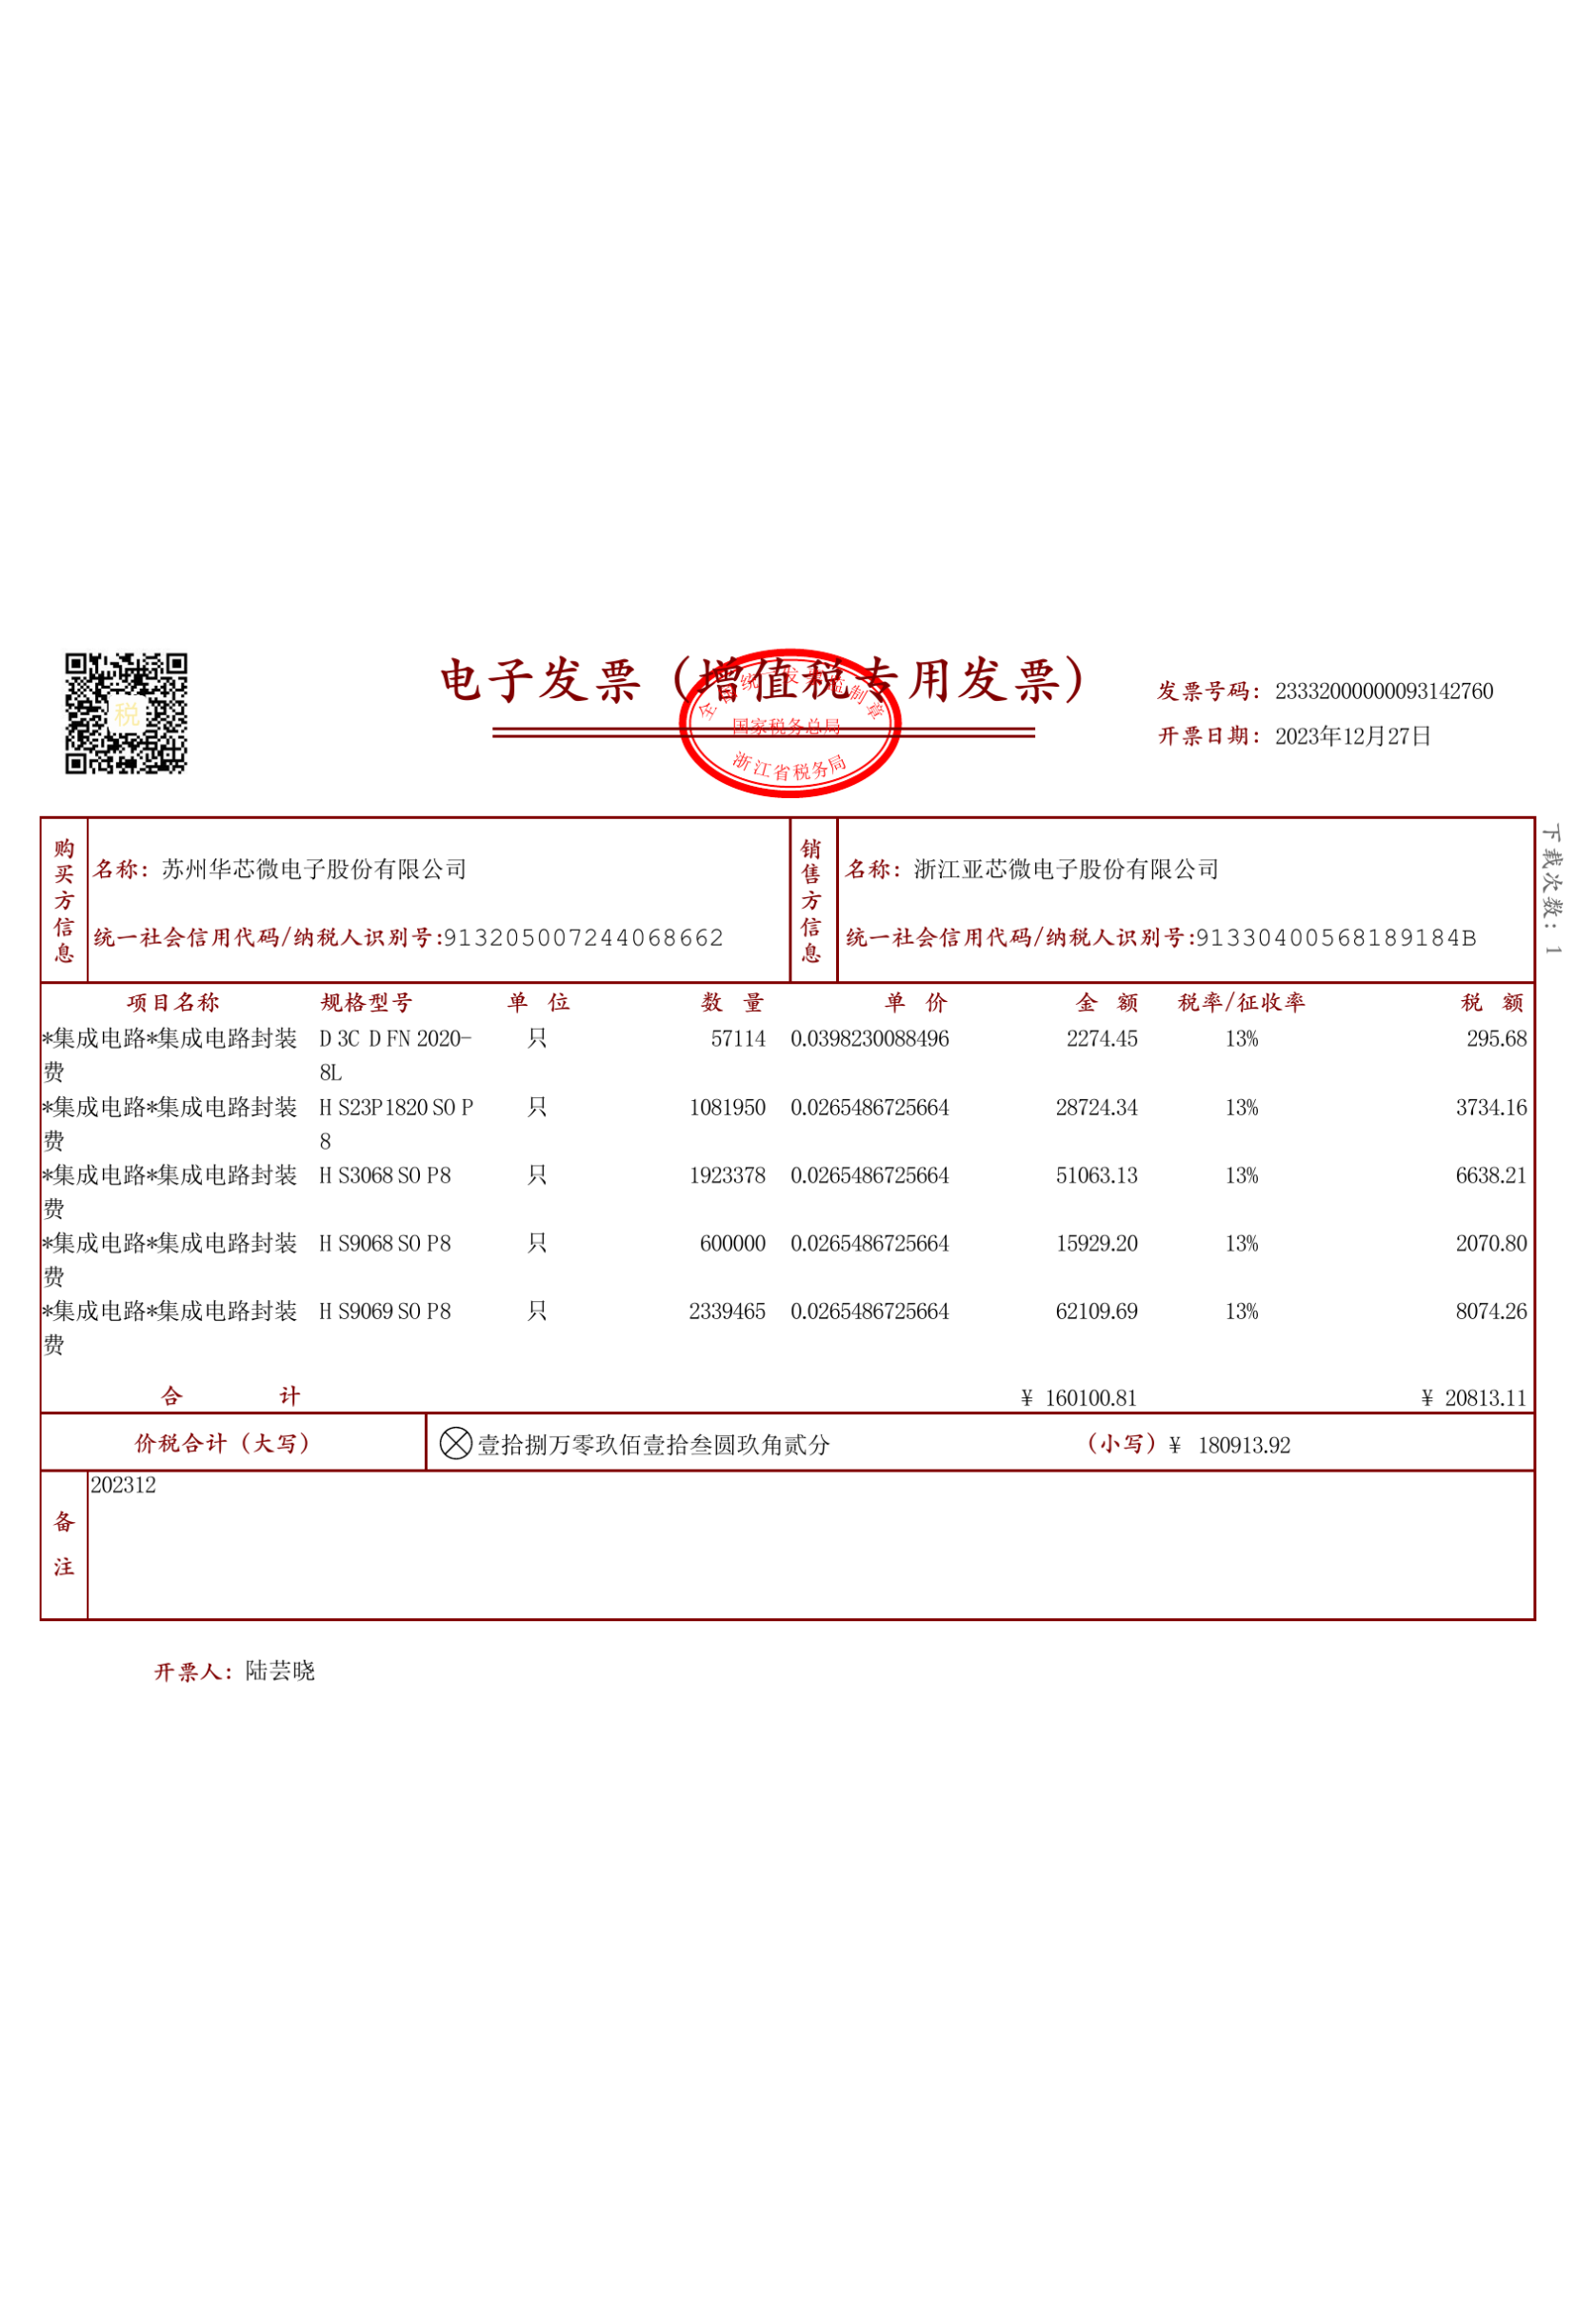 电子发票（增值税专用发票）
全国统一发票监制章
国家税务总局
浙江省税务局
税
发票号码：23332000000093142760
开票日期：2023年12月27日
购买方信息
名称：苏州华芯微电子股份有限公司
统一社会信用代码/纳税人识别号:913205007244068662
销售方信息
名称：浙江亚芯微电子股份有限公司
统一社会信用代码/纳税人识别号:91330400568189184B
下载次数：1
项目名称 规格型号 单位 数量 单价 金额 税率/征收率 税额
*集成电路*集成电路封装 D3C DFN2020- 只 57114 0.0398230088496 2274.45 13% 295.68
费 8L
*集成电路*集成电路封装 HS23P1820 SOP 只 1081950 0.0265486725664 28724.34 13% 3734.16
费 8
*集成电路*集成电路封装 HS3068 SOP8 只 1923378 0.0265486725664 51063.13 13% 6638.21
费
*集成电路*集成电路封装 HS9068 SOP8 只 600000 0.0265486725664 15929.20 13% 2070.80
费
*集成电路*集成电路封装 HS9069 SOP8 只 2339465 0.0265486725664 62109.69 13% 8074.26
费
合计 ¥ 160100.81 ¥ 20813.11
价税合计（大写） 壹拾捌万零玖佰壹拾叁圆玖角贰分 （小写）¥ 180913.92
备注
202312
开票人：陆芸晓